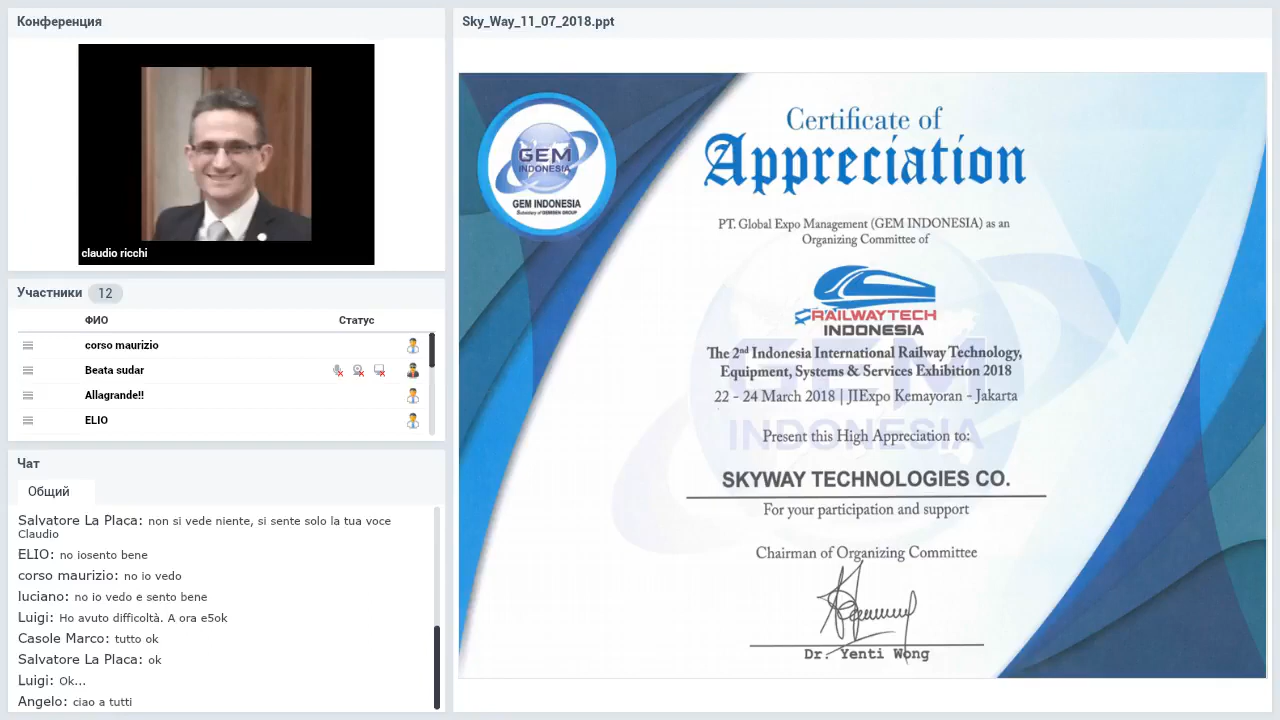 Конференция
claudio ricchi
Участники 12
ФИО Статус
corso maurizio
Beata sudar
Allagrande!!
ELIO
Чат
Общий
Salvatore La Placa: non si vede niente, si sente solo la tua voce
Claudio
ELIO: no iosento bene
corso maurizio: no io vedo
luciano: no io vedo e sento bene
Luigi: Ho avuto difficoltà. A ora e5ok
Casole Marco: tutto ok
Salvatore La Placa: ok
Luigi: Ok...
Angelo: ciao a tutti
Sky_Way_11_07_2018.ppt
GEM
INDONESIA
GEM INDONESIA
Subsidiary of GEMSEN GROUP
Certificate of
Appreciation
PT. Global Expo Management (GEM INDONESIA) as an
Organizing Committee of
RAILWAYTECH
INDONESIA
The 2nd Indonesia International Railway Technology,
Equipment, Systems & Services Exhibition 2018
22 - 24 March 2018 | JIExpo Kemayoran - Jakarta
GEM
INDONESIA
Present this High Appreciation to:
SKYWAY TECHNOLOGIES CO.
For your participation and support
Chairman of Organizing Committee
Dr. Yenti Wong